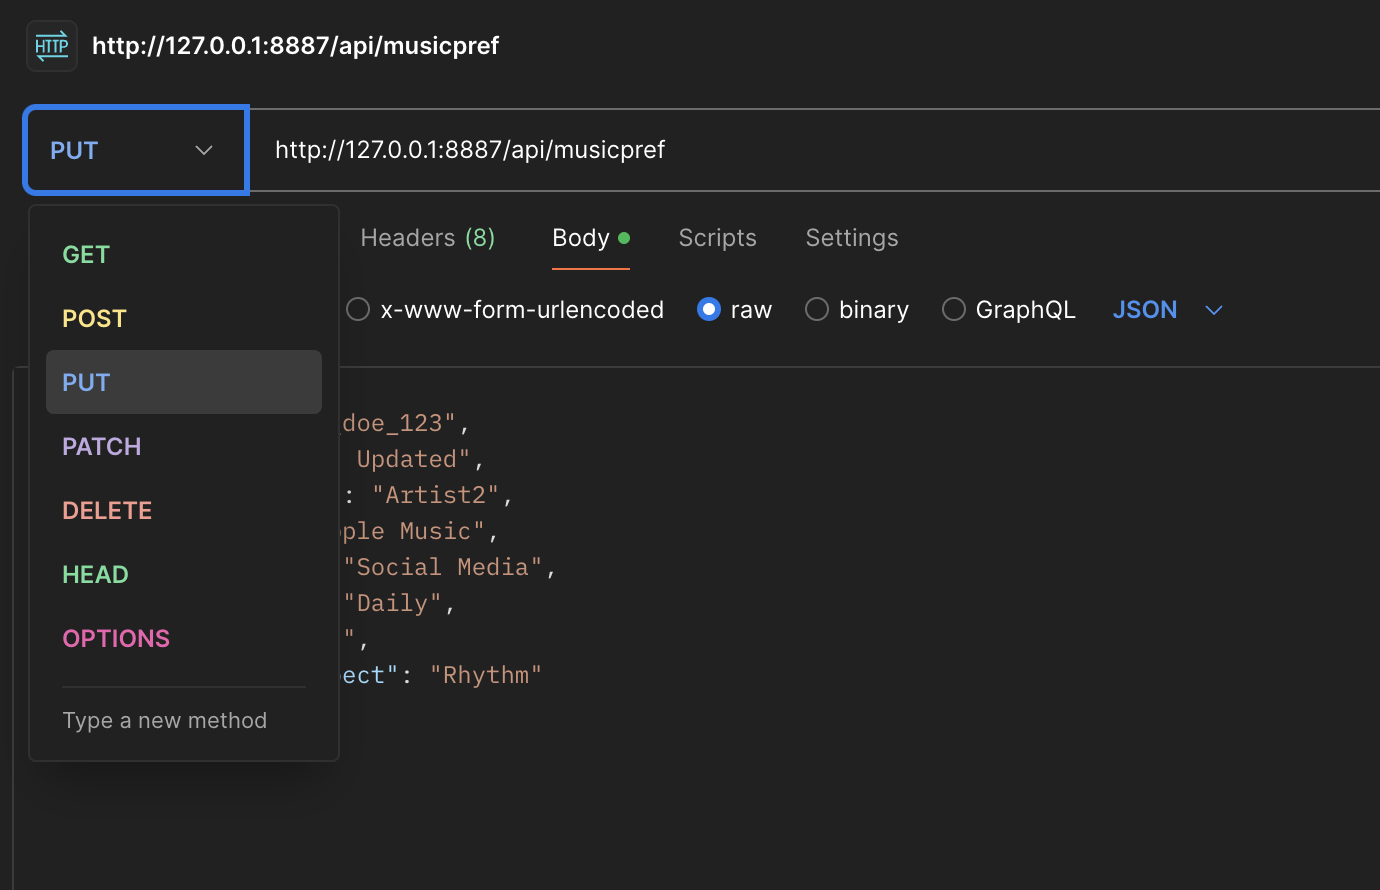 HTTP http://127.0.0.1:8887/api/musicpref
PUT http://127.0.0.1:8887/api/musicpref
Headers (8) Body Scripts Settings
x-www-form-urlencoded raw binary GraphQL JSON
GET
POST
PUT
PATCH
DELETE
HEAD
OPTIONS
Type a new method
doe_123",
Updated",
: "Artist2",
ple Music",
"Social Media",
"Daily",
",
ect": "Rhythm"